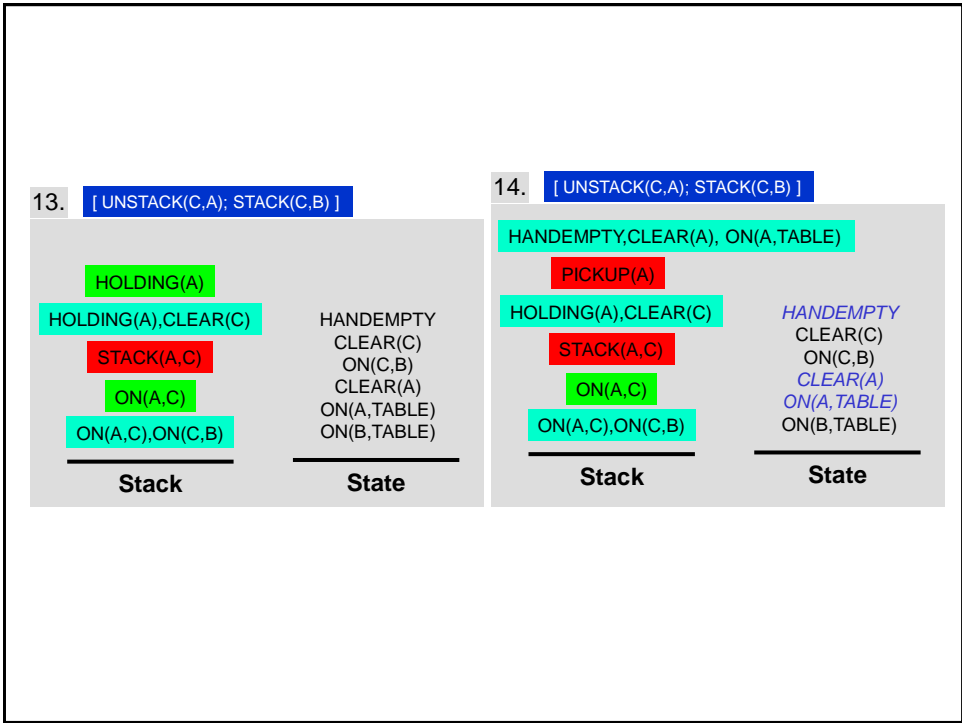 13.
[ UNSTACK(C,A); STACK(C,B) ]
HOLDING(A)
HOLDING(A),CLEAR(C)
STACK(A,C)
ON(A,C)
ON(A,C),ON(C,B)
Stack
HANDEMPTY
CLEAR(C)
ON(C,B)
CLEAR(A)
ON(A,TABLE)
ON(B,TABLE)
State
14.
[ UNSTACK(C,A); STACK(C,B) ]
HANDEMPTY,CLEAR(A), ON(A,TABLE)
PICKUP(A)
HOLDING(A),CLEAR(C)
STACK(A,C)
ON(A,C)
ON(A,C),ON(C,B)
Stack
HANDEMPTY
CLEAR(C)
ON(C,B)
CLEAR(A)
ON(A,TABLE)
ON(B,TABLE)
State